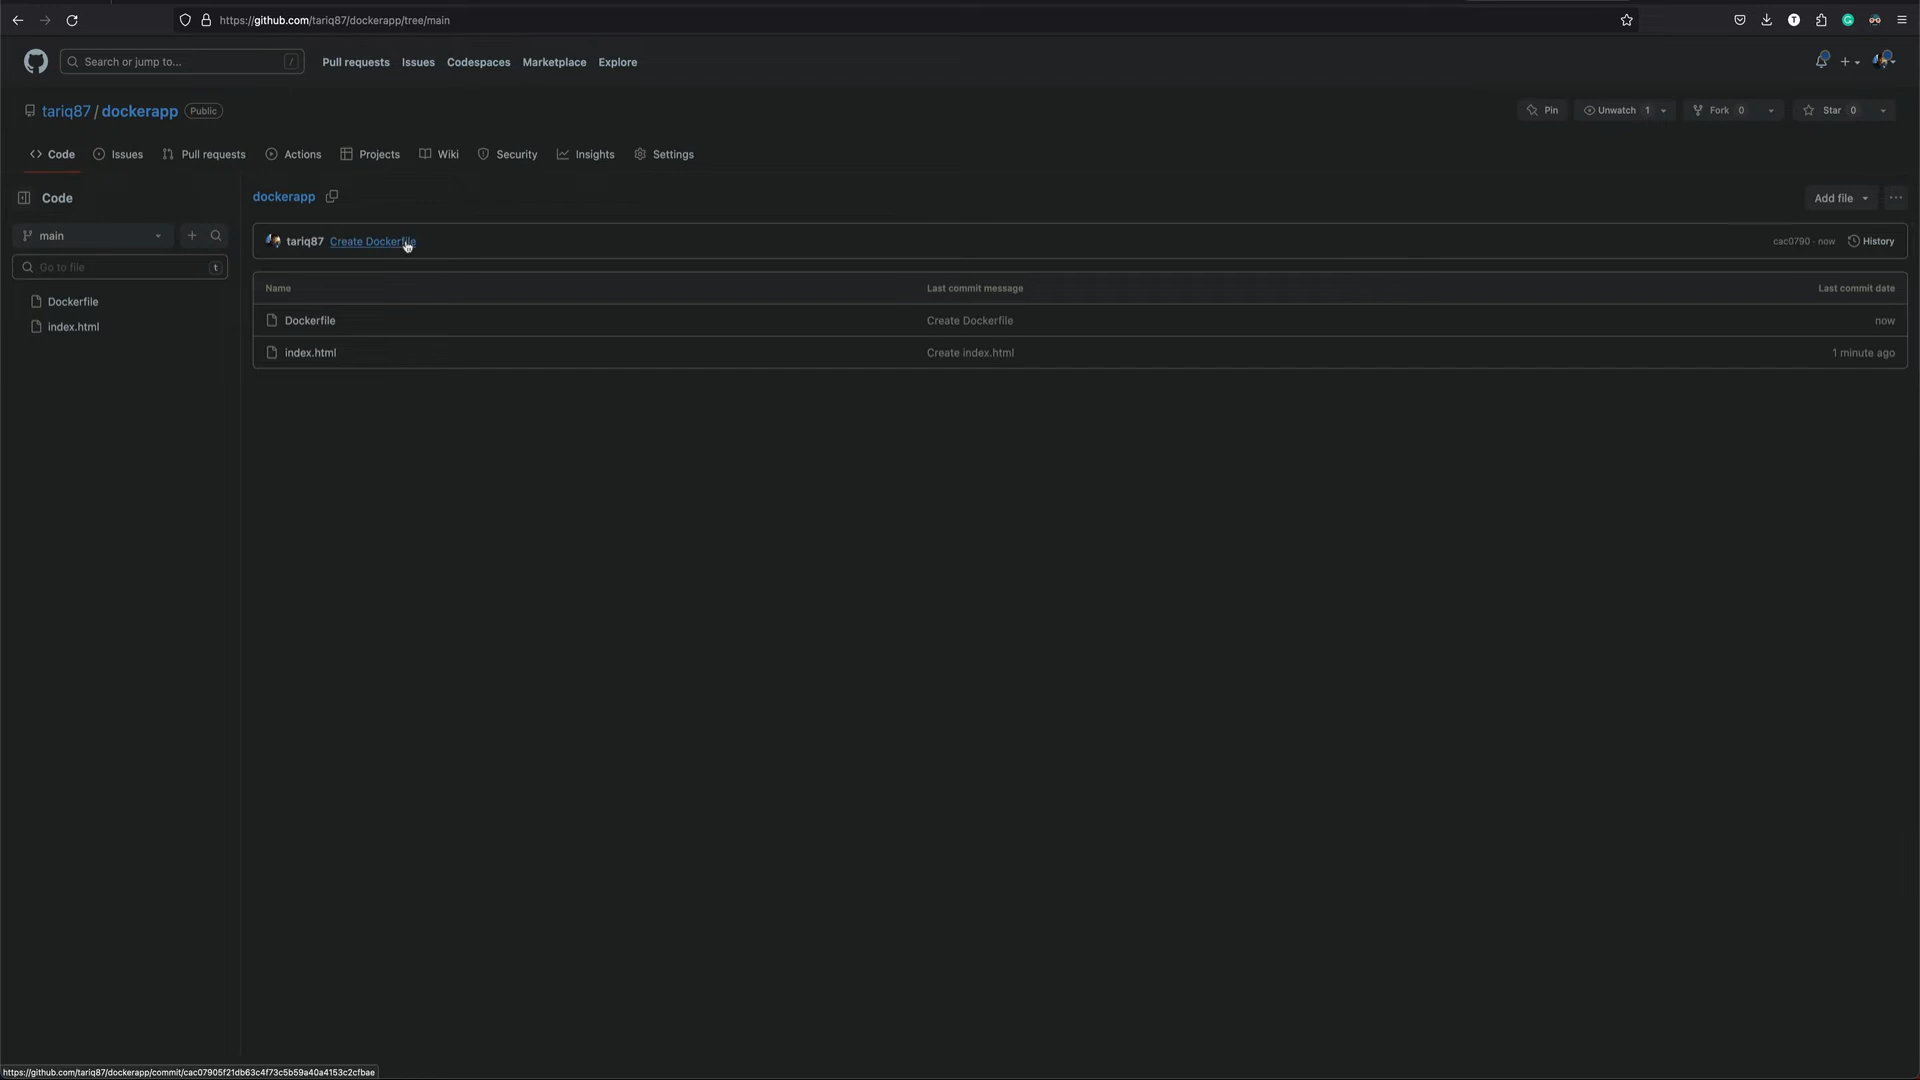 https://github.com/tariq87/dockerapp/tree/main
Search or jump to... /
Pull requests Issues Codespaces Marketplace Explore
tariq87 / dockerapp Public
Pin Unwatch 1 Fork 0 Star 0
Code Issues Pull requests Actions Projects Wiki Security Insights Settings
Code
dockerapp
Add file
main
tariq87 Create Dockerfile
cac0790 · now History
Go to file t
Name Last commit message Last commit date
Dockerfile
index.html
Dockerfile Create Dockerfile now
index.html Create index.html 1 minute ago
https://github.com/tariq87/dockerapp/commit/cac07905f21db63c4f73c5b59a40a4153c2cfbae